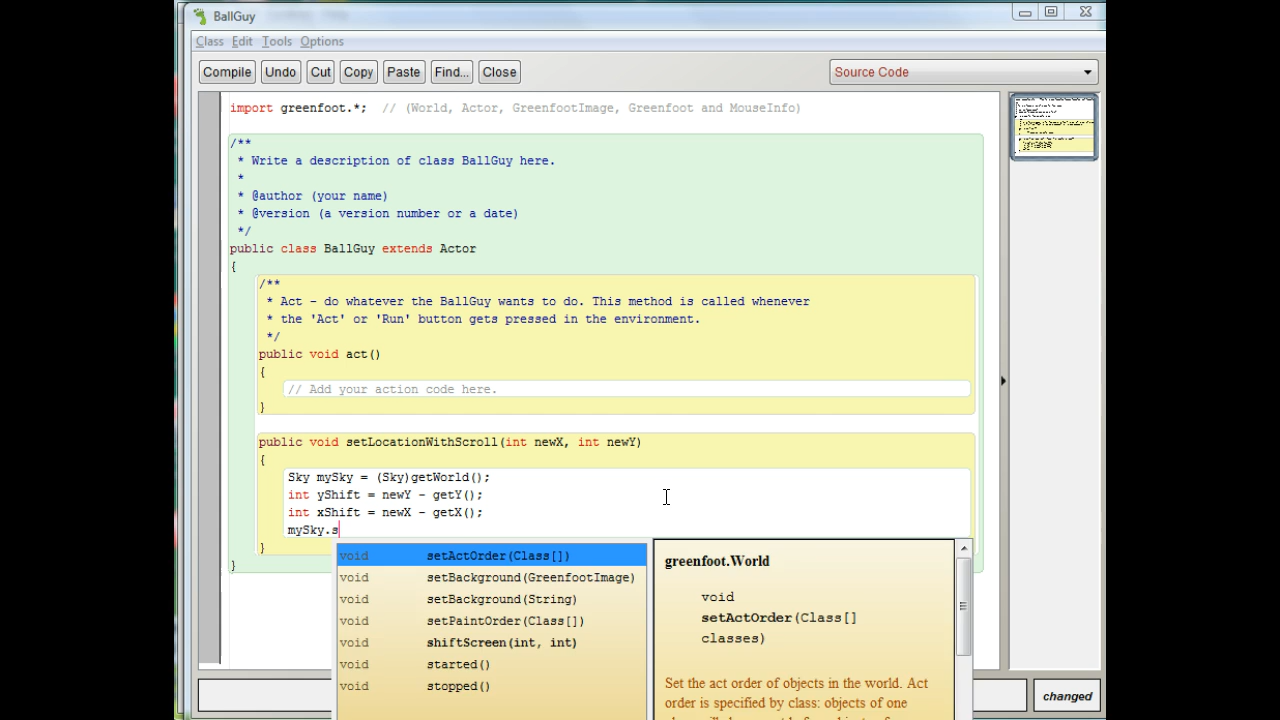 BallGuy
Class Edit Tools Options
Compile Undo Cut Copy Paste Find... Close Source Code
import greenfoot.*;  // (World, Actor, GreenfootImage, Greenfoot and MouseInfo)
/**
 * Write a description of class BallGuy here.
 *
 * @author (your name)
 * @version (a version number or a date)
 */
public class BallGuy extends Actor
{
/**
 * Act - do whatever the BallGuy wants to do. This method is called whenever
 * the 'Act' or 'Run' button gets pressed in the environment.
 */
public void act()
{
// Add your action code here.
}
public void setLocationWithScroll(int newX, int newY)
{
Sky mySky = (Sky)getWorld();
int yShift = newY - getY();
int xShift = newX - getX();
mySky.s
}
}
void setActOrder(Class[])
void setBackground(GreenfootImage)
void setBackground(String)
void setPaintOrder(Class[])
void shiftScreen(int, int)
void started()
void stopped()
greenfoot.World
void
setActOrder(Class[]
classes)
Set the act order of objects in the world. Act
order is specified by class: objects of one
changed